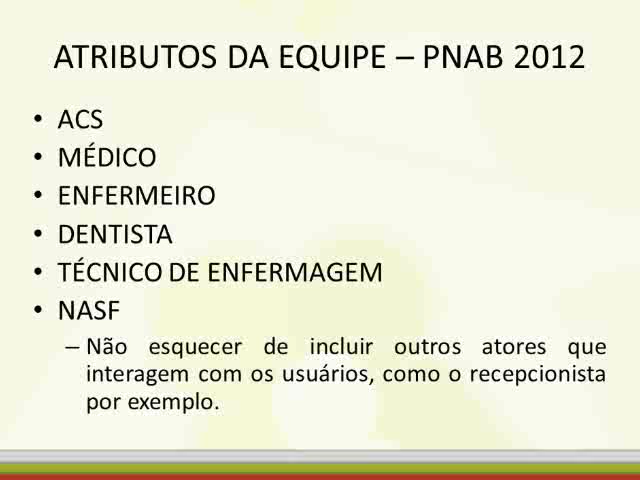 ATRIBUTOS DA EQUIPE – PNAB 2012
• ACS
• MÉDICO
• ENFERMEIRO
• DENTISTA
• TÉCNICO DE ENFERMAGEM
• NASF
– Não esquecer de incluir outros atores que
interagem com os usuários, como o recepcionista
por exemplo.